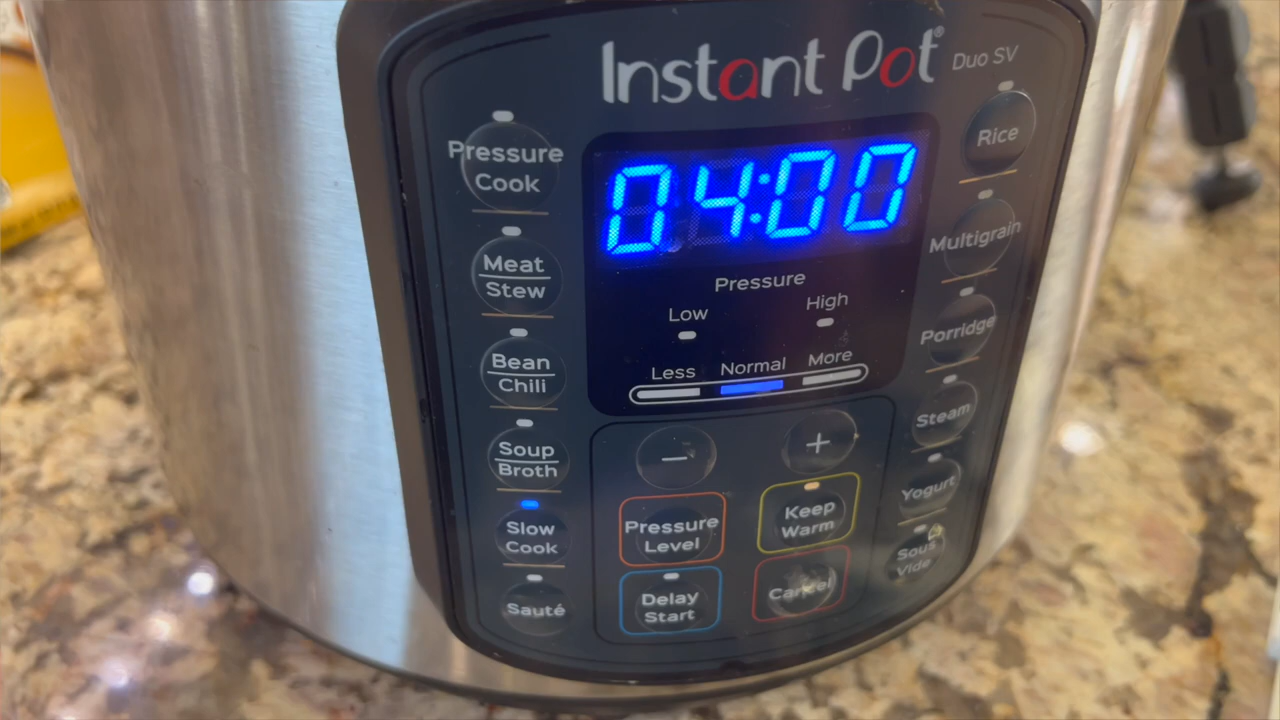 Instant Pot® Duo SV
Pressure
Cook
Meat
Stew
Bean
Chili
Soup
Broth
Slow
Cook
Sauté
04:00
Pressure
Low
High
Less
Normal
More
−
+
Pressure
Level
Keep
Warm
Delay
Start
Cancel
Rice
Multigrain
Porridge
Steam
Yogurt
Sous
Vide